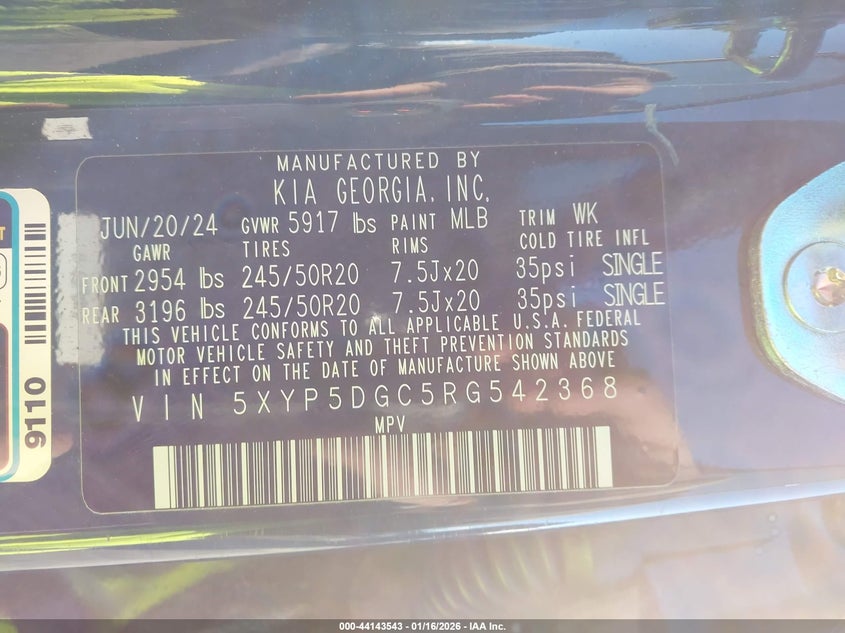 MANUFACTURED BY
KIA GEORGIA, INC.
JUN/20/24 GVWR 5917 lbs PAINT MLB TRIM WK
GAWR TIRES RIMS COLD TIRE INFL
FRONT 2954 lbs 245/50R20 7.5Jx20 35psi SINGLE
REAR 3196 lbs 245/50R20 7.5Jx20 35psi SINGLE
THIS VEHICLE CONFORMS TO ALL APPLICABLE U.S.A. FEDERAL
MOTOR VEHICLE SAFETY AND THEFT PREVENTION STANDARDS
IN EFFECT ON THE DATE OF MANUFACTURE SHOWN ABOVE
VIN 5XYP5DGC5RG542368
MPV
9110
000-44143543 - 01/16/2026 - IAA Inc.